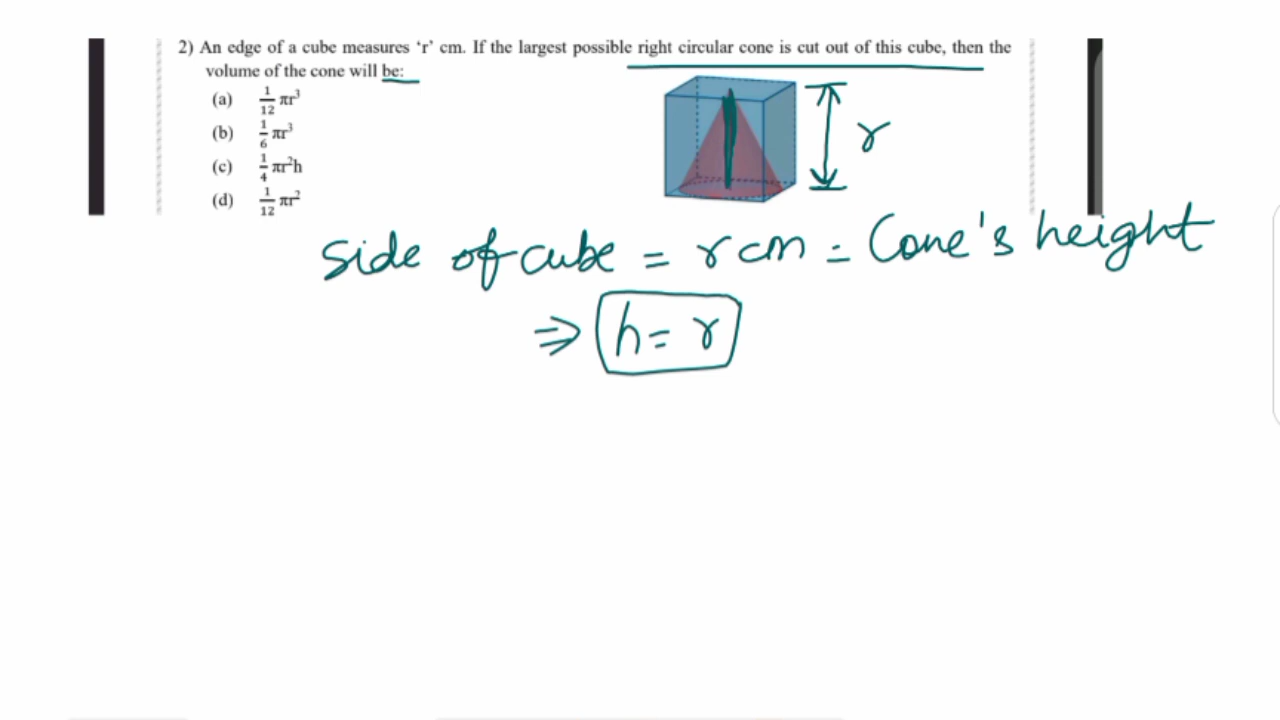 2) An edge of a cube measures ‘r’ cm. If the largest possible right circular cone is cut out of this cube, then the
volume of the cone will be:
(a) 1/12 πr³
(b) 1/6 πr³
(c) 1/4 πr²h
(d) 1/12 πr²
r
Side of cube = r cm = Cone's height
⇒ h = r